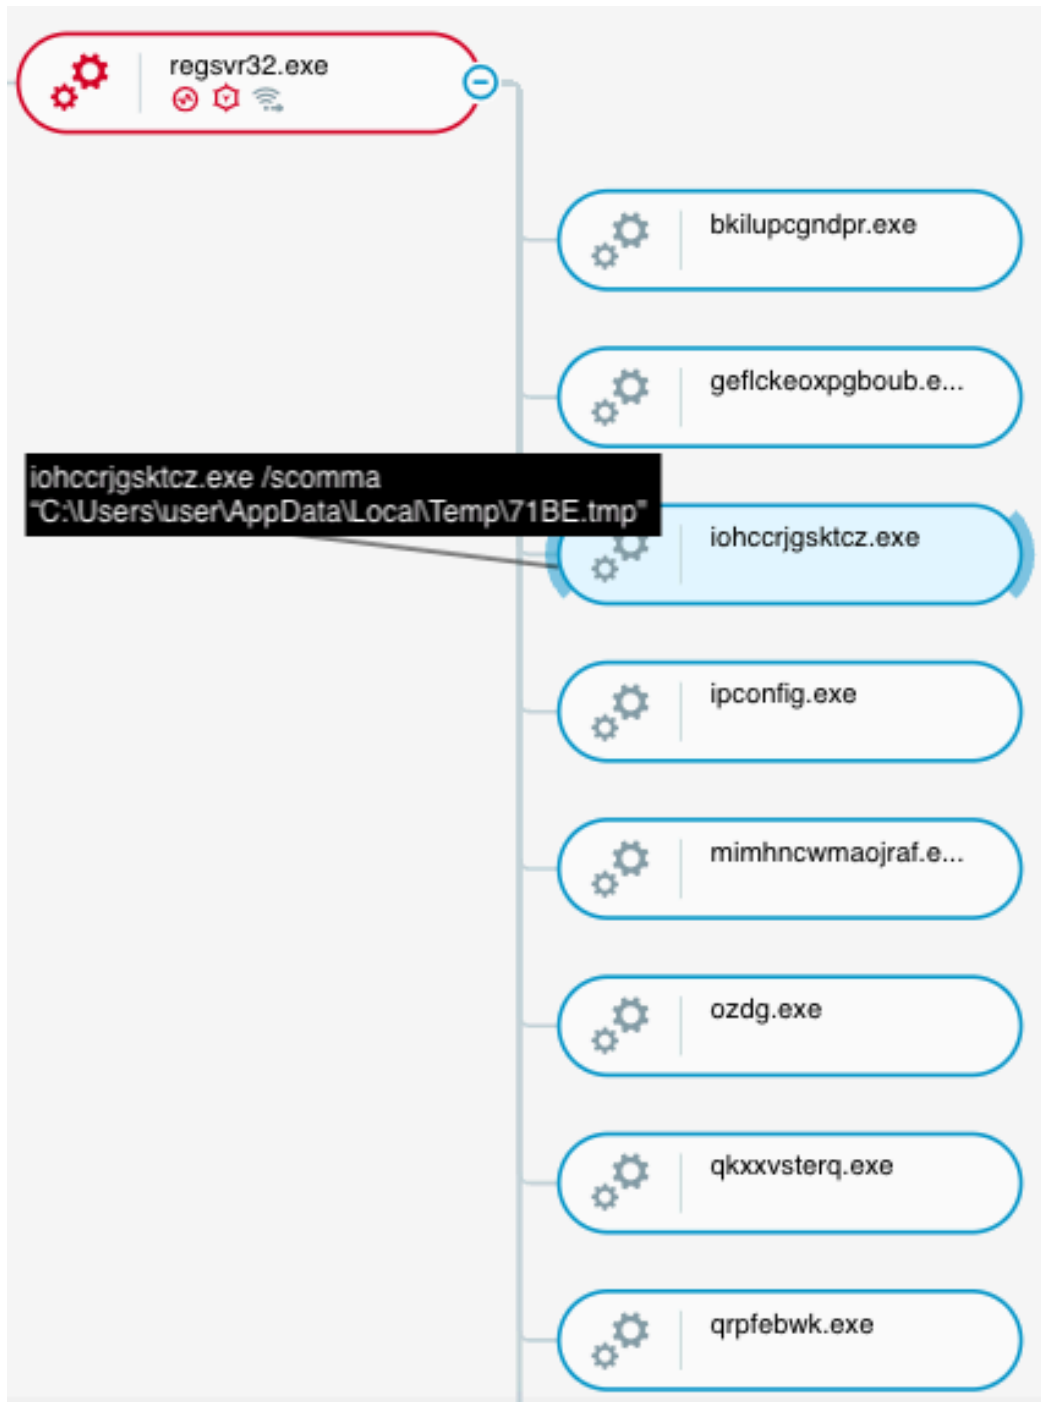 regsvr32.exe
bkilupcgndpr.exe
geflckeoxpgboub.e...
iohccrjgsktcz.exe /scomma
“C:\Users\user\AppData\Local\Temp\71BE.tmp”
iohccrjgsktcz.exe
ipconfig.exe
mimhncwmaojraf.e...
ozdg.exe
qkxxvsterq.exe
qrpfebwk.exe